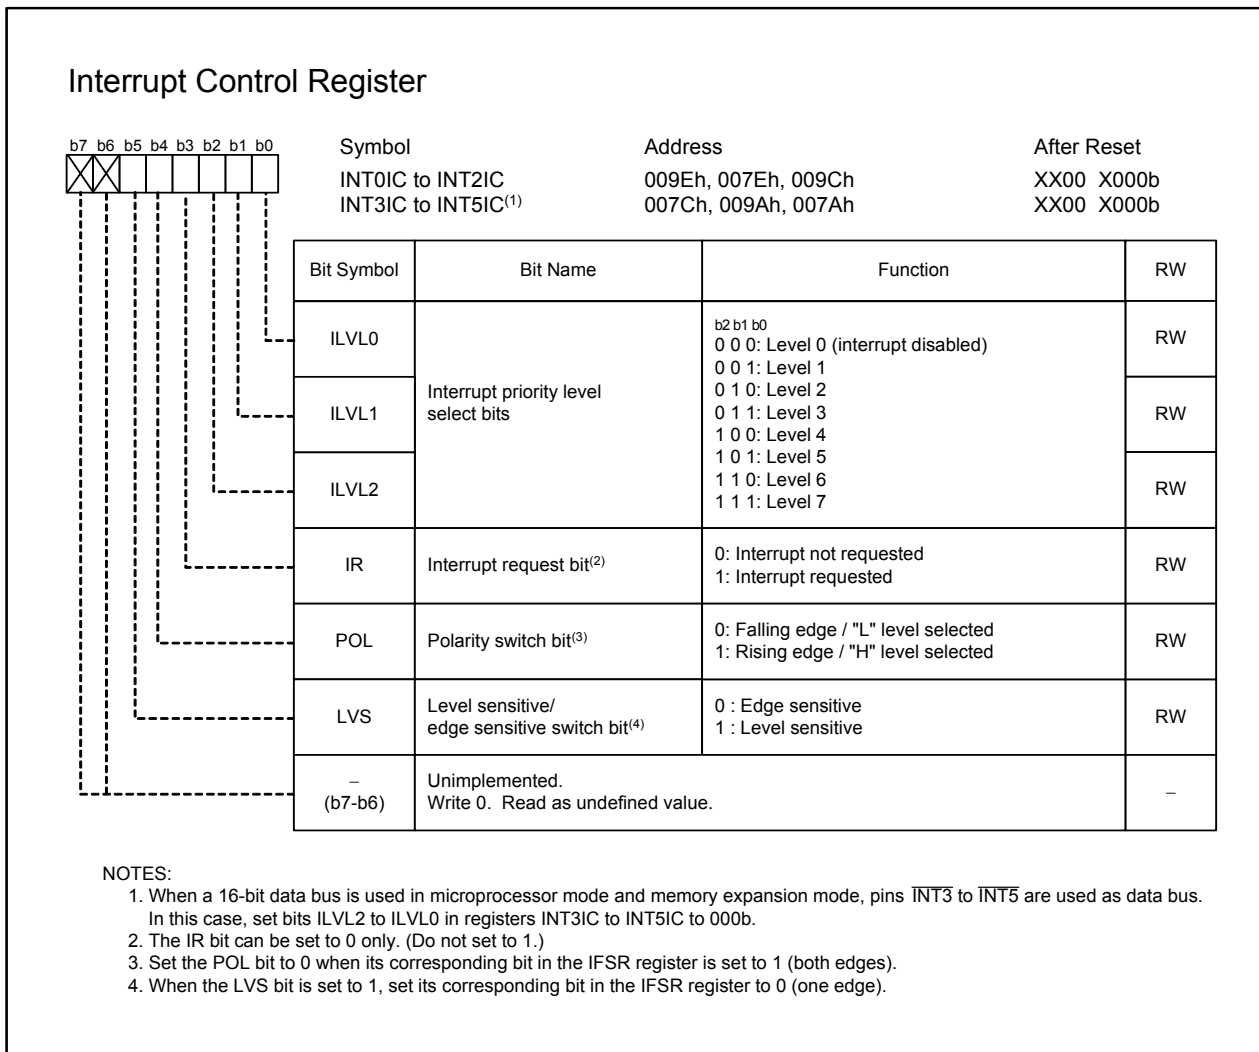 Interrupt Control Register
b7 b6 b5 b4 b3 b2 b1 b0
Symbol Address After Reset
INT0IC to INT2IC 009Eh, 007Eh, 009Ch XX00 X000b
INT3IC to INT5IC(1) 007Ch, 009Ah, 007Ah XX00 X000b
Bit Symbol Bit Name Function RW
ILVL0
ILVL1
ILVL2
Interrupt priority level
select bits
b2 b1 b0
0 0 0: Level 0 (interrupt disabled)
0 0 1: Level 1
0 1 0: Level 2
0 1 1: Level 3
1 0 0: Level 4
1 0 1: Level 5
1 1 0: Level 6
1 1 1: Level 7
RW
RW
RW
IR Interrupt request bit(2)
0: Interrupt not requested
1: Interrupt requested
RW
POL Polarity switch bit(3)
0: Falling edge / "L" level selected
1: Rising edge / "H" level selected
RW
LVS
Level sensitive/
edge sensitive switch bit(4)
0 : Edge sensitive
1 : Level sensitive
RW
–
(b7-b6)
Unimplemented.
Write 0. Read as undefined value.
–
NOTES:
1. When a 16-bit data bus is used in microprocessor mode and memory expansion mode, pins INT3 to INT5 are used as data bus.
In this case, set bits ILVL2 to ILVL0 in registers INT3IC to INT5IC to 000b.
2. The IR bit can be set to 0 only. (Do not set to 1.)
3. Set the POL bit to 0 when its corresponding bit in the IFSR register is set to 1 (both edges).
4. When the LVS bit is set to 1, set its corresponding bit in the IFSR register to 0 (one edge).